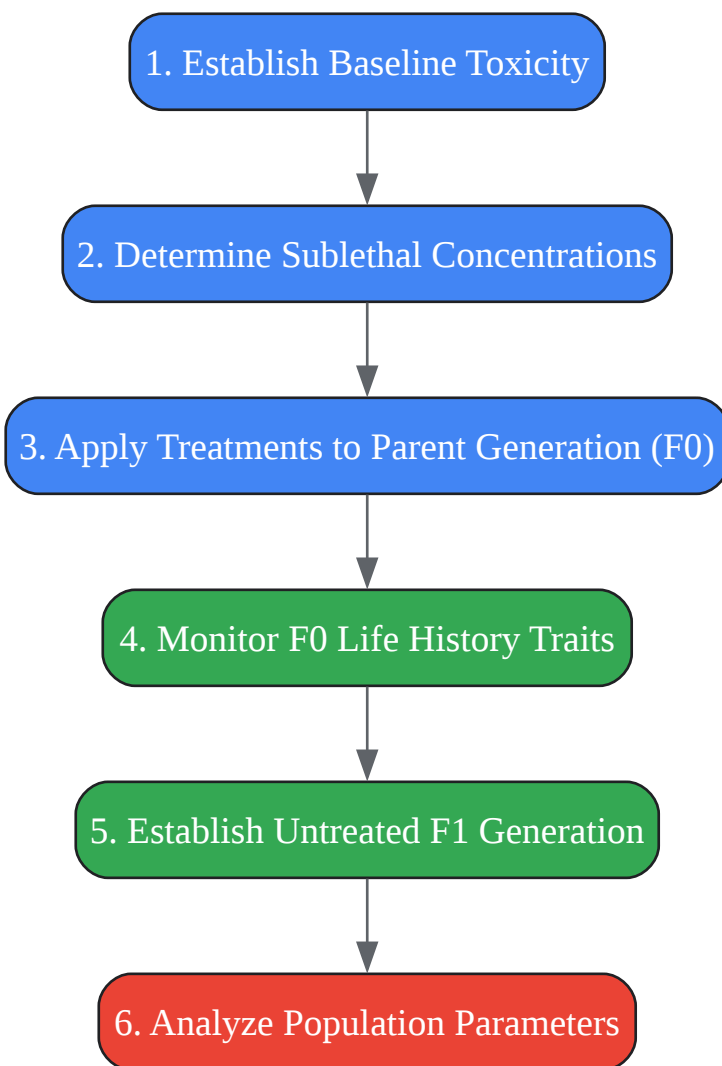 1. Establish Baseline Toxicity
2. Determine Sublethal Concentrations
3. Apply Treatments to Parent Generation (F0)
4. Monitor F0 Life History Traits
5. Establish Untreated F1 Generation
6. Analyze Population Parameters